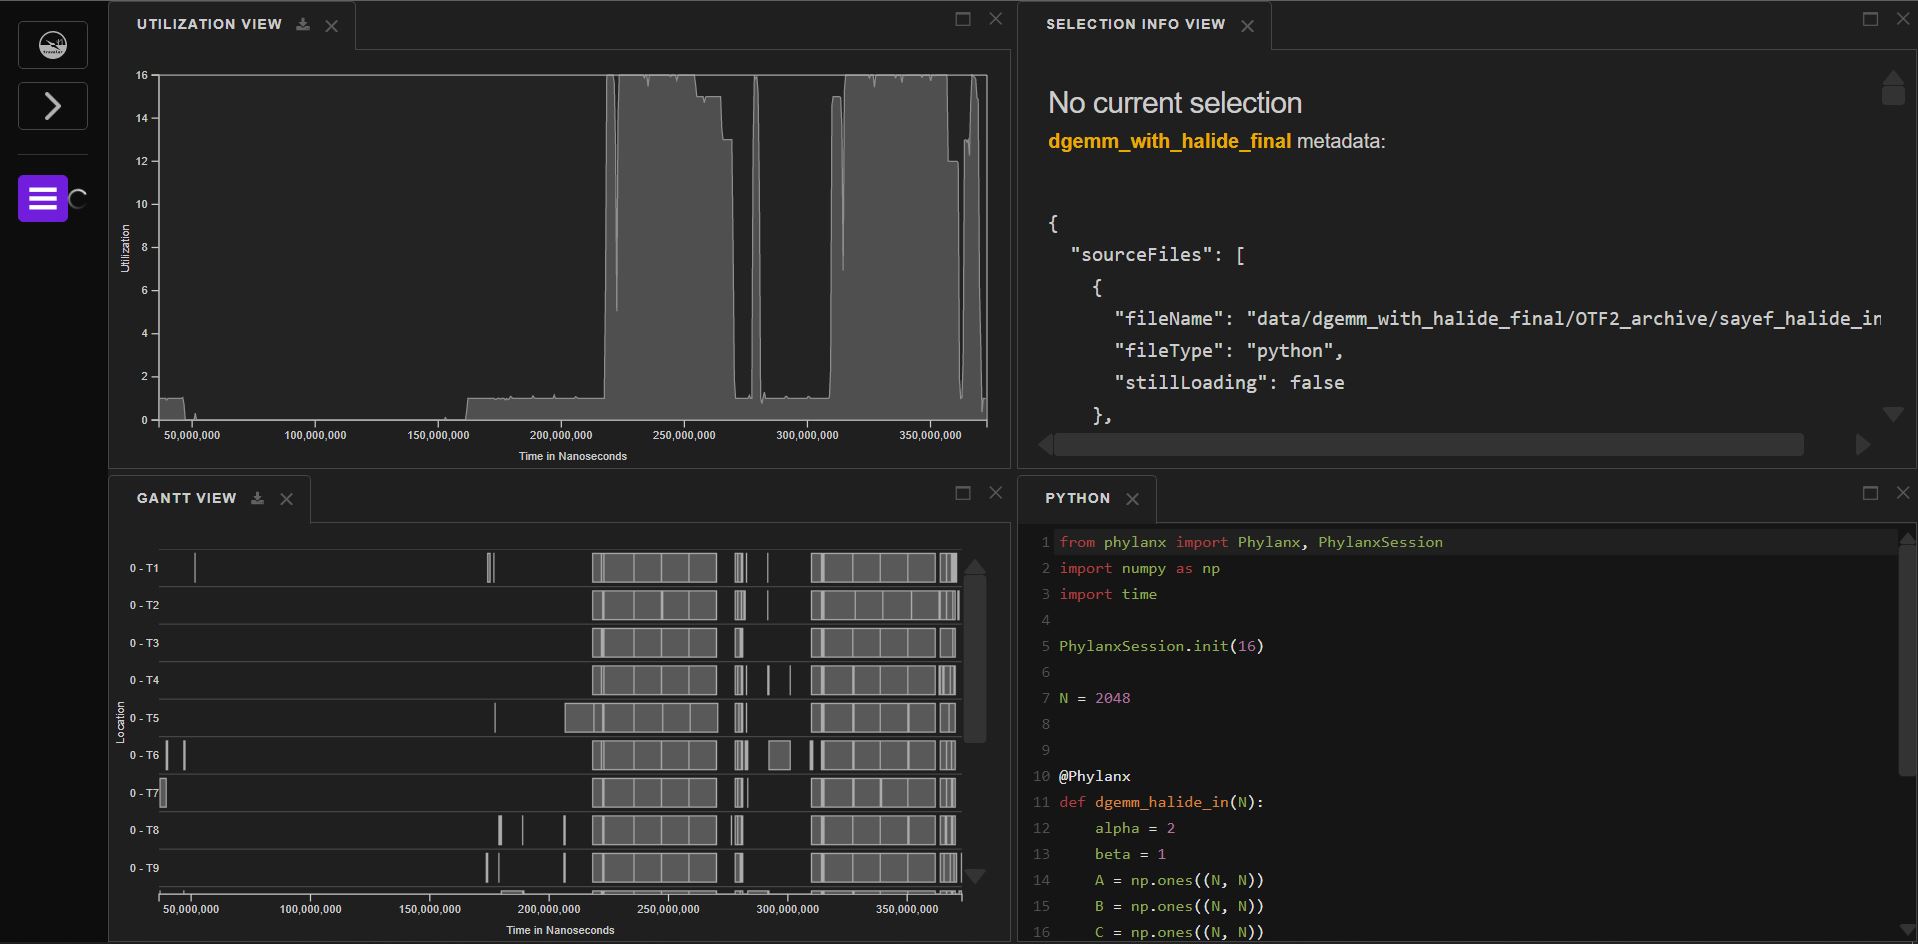 UTILIZATION VIEW
16
14
12
10
8
6
4
2
0
Utilization
50,000,000 100,000,000 150,000,000 200,000,000 250,000,000 300,000,000 350,000,000
Time in Nanoseconds
SELECTION INFO VIEW
No current selection
dgemm_with_halide_final metadata:
{
"sourceFiles": [
{
"fileName": "data/dgemm_with_halide_final/OTF2_archive/sayef_halide_in
"fileType": "python",
"stillLoading": false
},
GANTT VIEW
0 - T1
0 - T2
0 - T3
0 - T4
0 - T5
0 - T6
0 - T7
0 - T8
0 - T9
Location
50,000,000 100,000,000 150,000,000 200,000,000 250,000,000 300,000,000 350,000,000
Time in Nanoseconds
PYTHON
1 from phylanx import Phylanx, PhylanxSession
2 import numpy as np
3 import time
4
5 PhylanxSession.init(16)
6
7 N = 2048
8
9
10 @Phylanx
11 def dgemm_halide_in(N):
12 alpha = 2
13 beta = 1
14 A = np.ones((N, N))
15 B = np.ones((N, N))
16 C = np.ones((N, N))